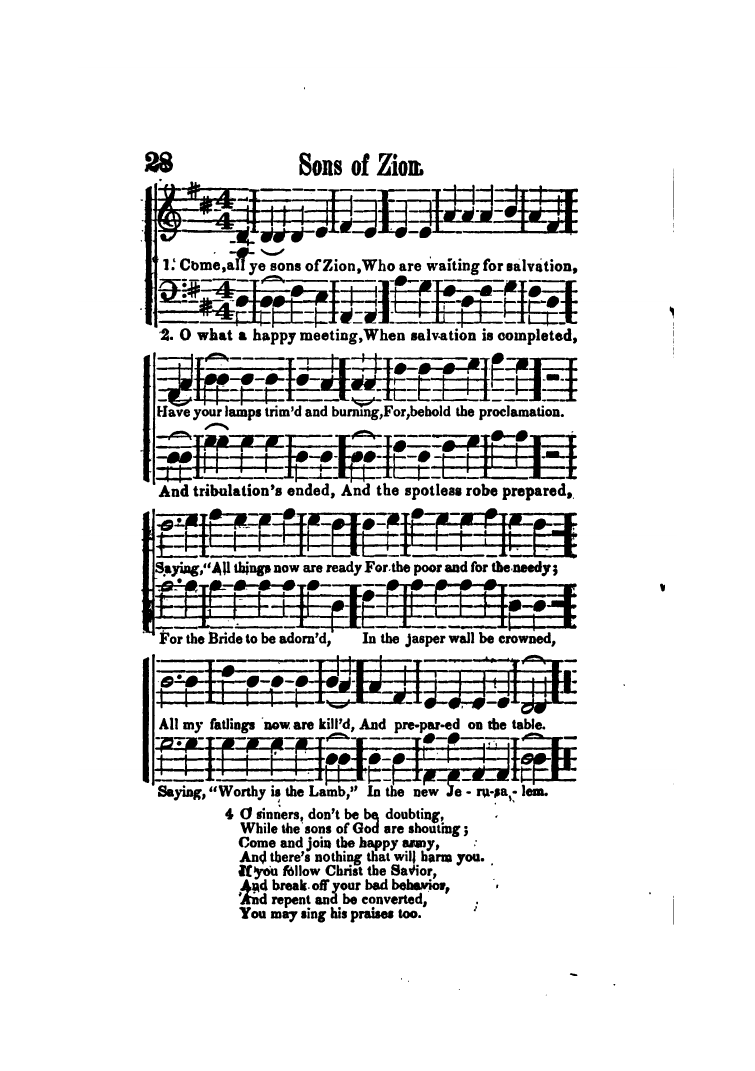 28
Sons of Zion.
1. Come, all ye sons of Zion, Who are waiting for salvation,
2. O what a happy meeting, When salvation is completed,
Have your lamps trim'd and burning, For, behold the proclamation.
And tribulation's ended, And the spotless robe prepared,
Saying, "All things now are ready For the poor and for the needy;
For the Bride to be adorn'd, In the jasper wall be crowned,
All my fatlings now are kill'd, And pre-par-ed on the table.
Saying, "Worthy is the Lamb," In the new Je - ru-sa - lem.
4 O sinners, don't be be doubting,
While the sons of God are shouting;
Come and join the happy army,
And there's nothing that will harm you.
If you follow Christ the Savior,
And break off your bad behavior,
And repent and be converted,
You may sing his praises too.